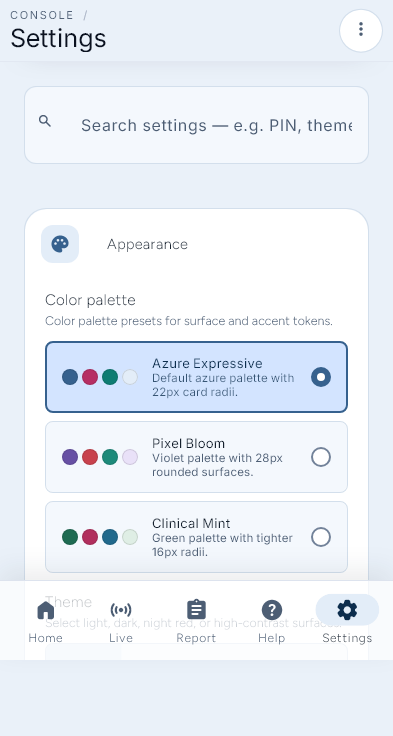 CONSOLE /
Settings
Search settings — e.g. PIN, theme
Appearance
Color palette
Color palette presets for surface and accent tokens.
Azure Expressive
Default azure palette with
22px card radii.
Pixel Bloom
Violet palette with 28px
rounded surfaces.
Clinical Mint
Green palette with tighter
16px radii.
Theme
Select light, dark, night red, or high-contrast surfaces.
Home
Live
Report
Help
Settings